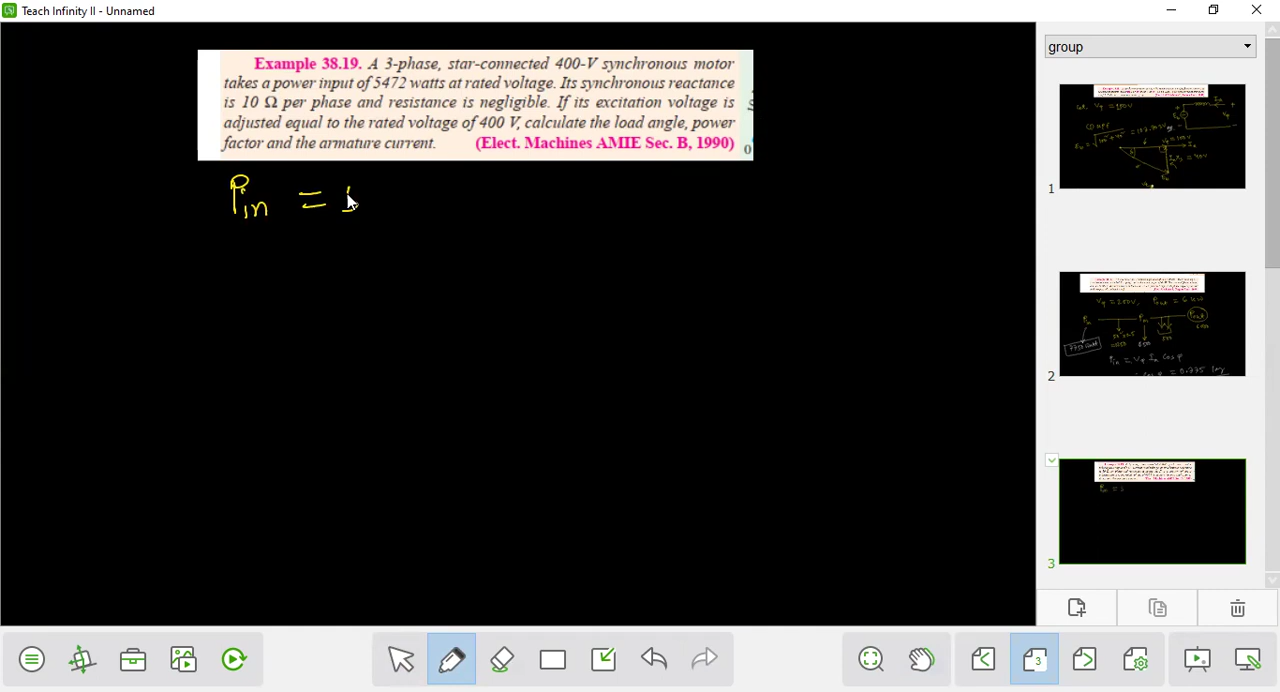 Teach Infinity II - Unnamed
Example 38.19. A 3-phase, star-connected 400-V synchronous motor
takes a power input of 5472 watts at rated voltage. Its synchronous reactance
is 10 Ω per phase and resistance is negligible. If its excitation voltage is
adjusted equal to the rated voltage of 400 V, calculate the load angle, power
factor and the armature current. (Elect. Machines AMIE Sec. B, 1990)
Pin =
group
1
2
3
3